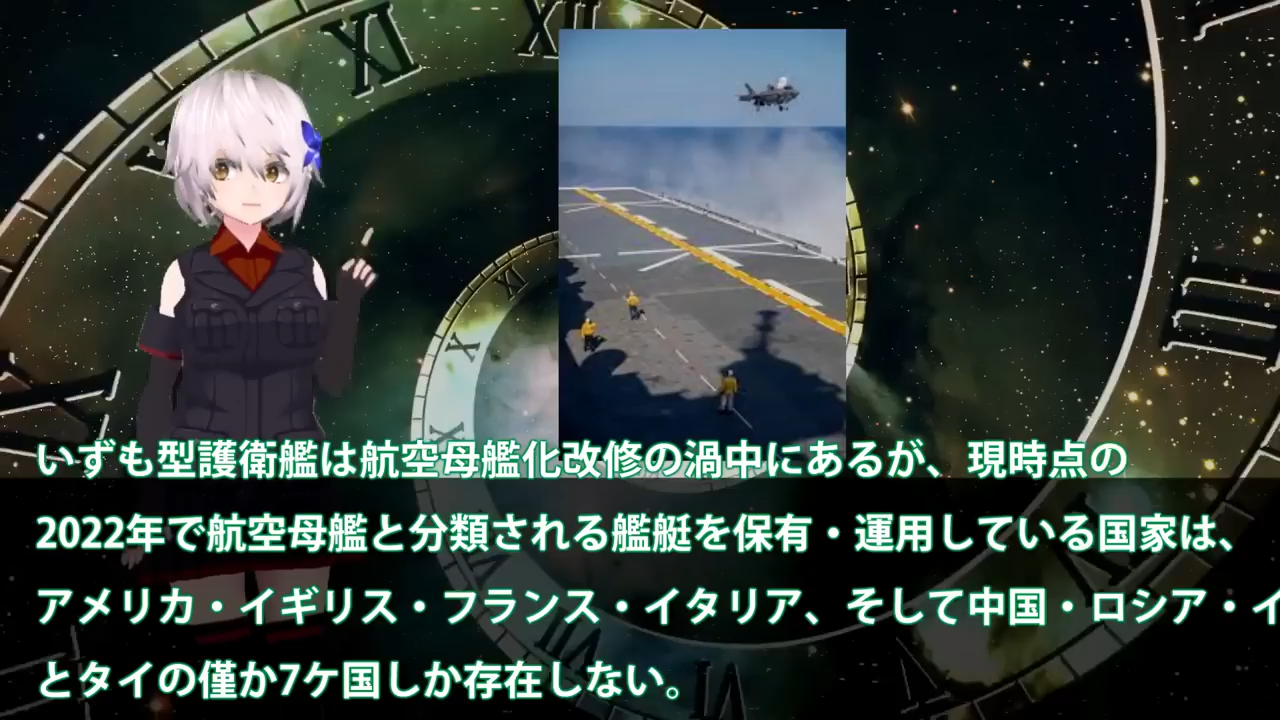 XI
XII
XI
X
X
いずも型護衛艦は航空母艦化改修の渦中にあるが、現時点の
2022年で航空母艦と分類される艦艇を保有・運用している国家は、
アメリカ・イギリス・フランス・イタリア、そして中国・ロシア・イ
とタイの僅か7ケ国しか存在しない。
VII
VI